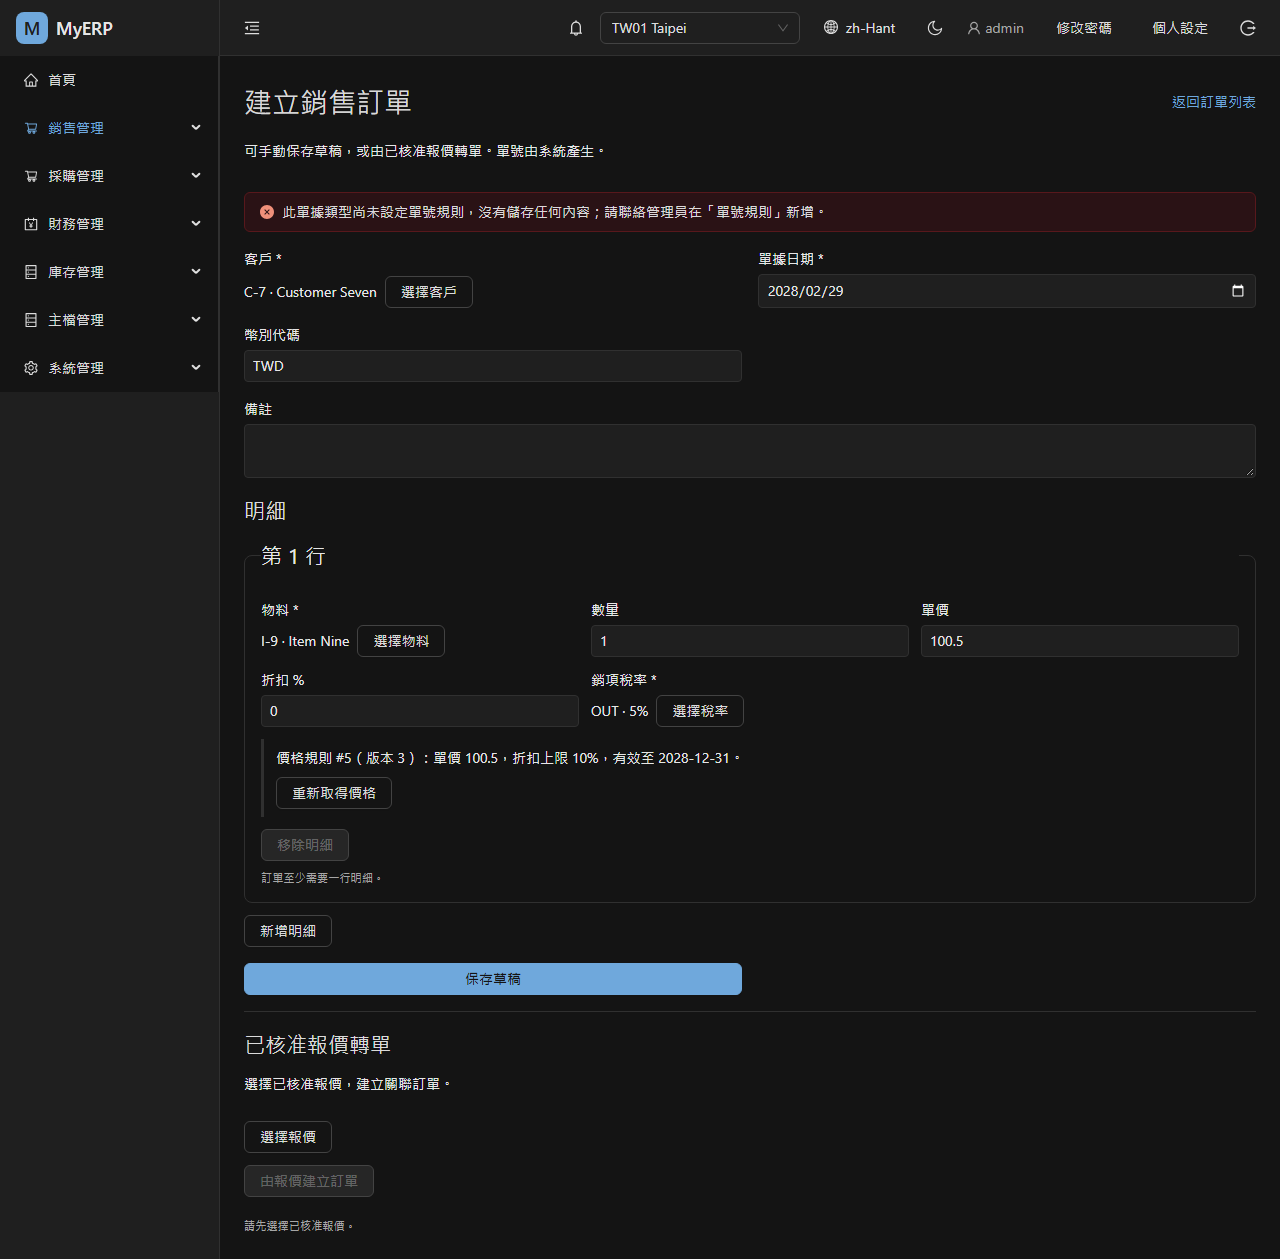 M MyERP
TW01 Taipei
zh-Hant
admin
修改密碼
個人設定
首頁
銷售管理
採購管理
財務管理
庫存管理
主檔管理
系統管理
建立銷售訂單
返回訂單列表
可手動保存草稿，或由已核准報價轉單。單號由系統產生。
此單據類型尚未設定單號規則，沒有儲存任何內容；請聯絡管理員在「單號規則」新增。
客戶 *
單據日期 *
C-7 · Customer Seven
選擇客戶
2028/02/29
幣別代碼
TWD
備註
明細
第 1 行
物料 *
數量
單價
I-9 · Item Nine
選擇物料
1
100.5
折扣 %
銷項稅率 *
0
OUT · 5%
選擇稅率
價格規則 #5（版本 3）：單價 100.5，折扣上限 10%，有效至 2028-12-31。
重新取得價格
移除明細
訂單至少需要一行明細。
新增明細
保存草稿
已核准報價轉單
選擇已核准報價，建立關聯訂單。
選擇報價
由報價建立訂單
請先選擇已核准報價。